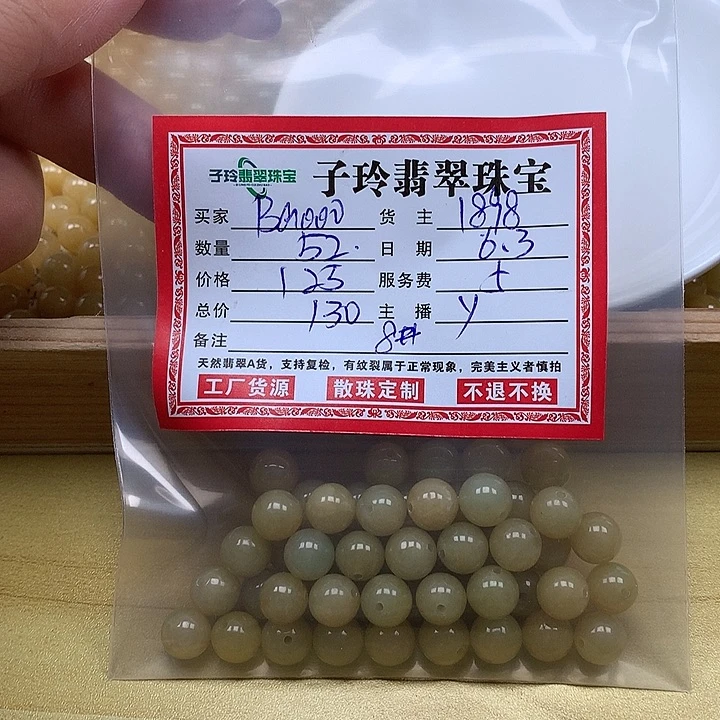 子玲翡翠珠宝 子玲翡翠珠宝
买家 货主 1898
数量 52. 日期 6.3
价格 125 服务费 5
总价 130 主播 y
备注 8#
天然翡翠A货，支持复检，有纹裂属于正常现象，完美主义者慎拍
工厂货源 散珠定制 不退不换